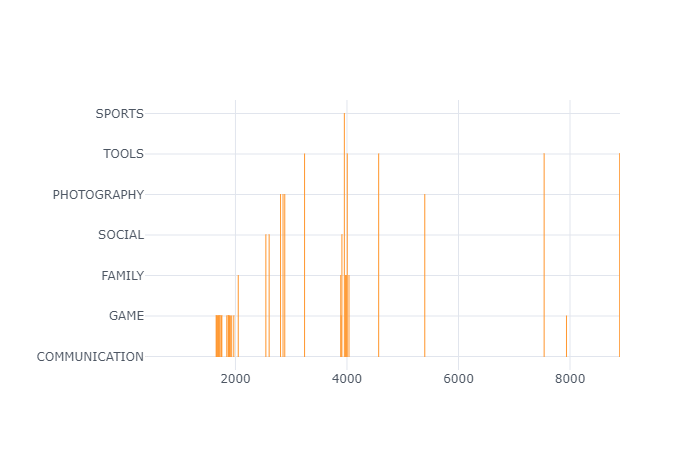 SPORTS
TOOLS
PHOTOGRAPHY
SOCIAL
FAMILY
GAME
COMMUNICATION
2000 4000 6000 8000